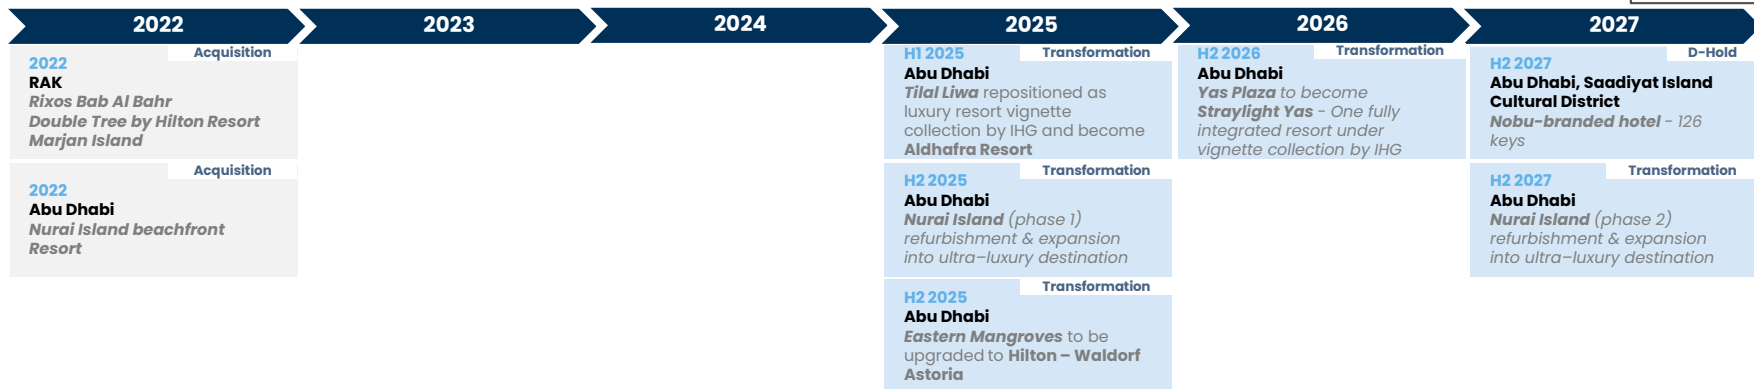 2022
2023
2024
2025
2026
2027
Acquisition
2022
RAK
Rixos Bab Al Bahr
Double Tree by Hilton Resort
Marjan Island
Acquisition
2022
Abu Dhabi
Nurai Island beachfront
Resort
H1 2025
Transformation
Abu Dhabi
Tilal Liwa repositioned as
luxury resort vignette
collection by IHG and become
Aldhafra Resort
Transformation
H2 2025
Abu Dhabi
Nurai Island (phase 1)
refurbishment & expansion
into ultra–luxury destination
Transformation
H2 2025
Abu Dhabi
Eastern Mangroves to be
upgraded to Hilton – Waldorf
Astoria
H2 2026
Transformation
Abu Dhabi
Yas Plaza to become
Straylight Yas - One fully
integrated resort under
vignette collection by IHG
D-Hold
H2 2027
Abu Dhabi, Saadiyat Island
Cultural District
Nobu-branded hotel - 126
keys
Transformation
H2 2027
Abu Dhabi
Nurai Island (phase 2)
refurbishment & expansion
into ultra–luxury destination